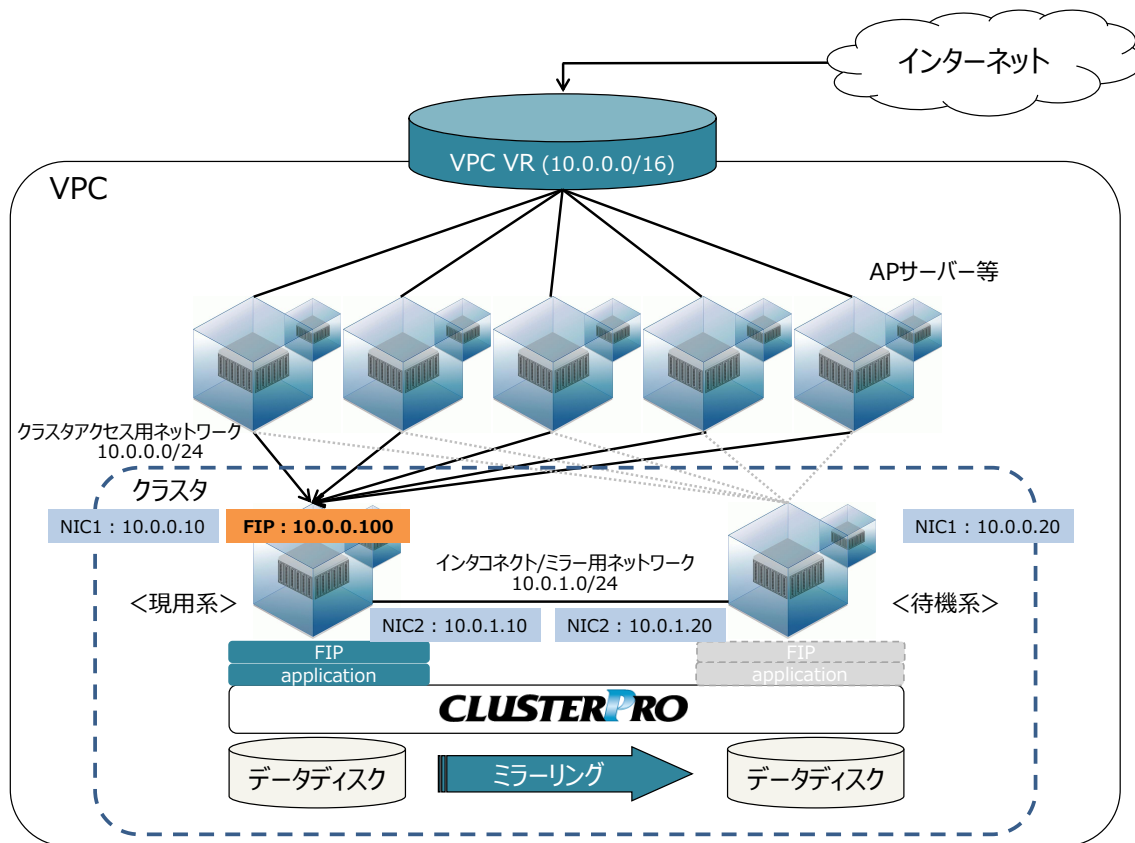 インターネット
VPC VR (10.0.0.0/16)
VPC
APサーバー等
クラスタアクセス用ネットワーク
10.0.0.0/24
クラスタ
NIC1：10.0.0.10
FIP：10.0.0.100
NIC1：10.0.0.20
インタコネクト/ミラー用ネットワーク
10.0.1.0/24
＜現用系＞
＜待機系＞
NIC2：10.0.1.10
NIC2：10.0.1.20
FIP
application
FIP
application
CLUSTERPRO
データディスク
ミラーリング
データディスク